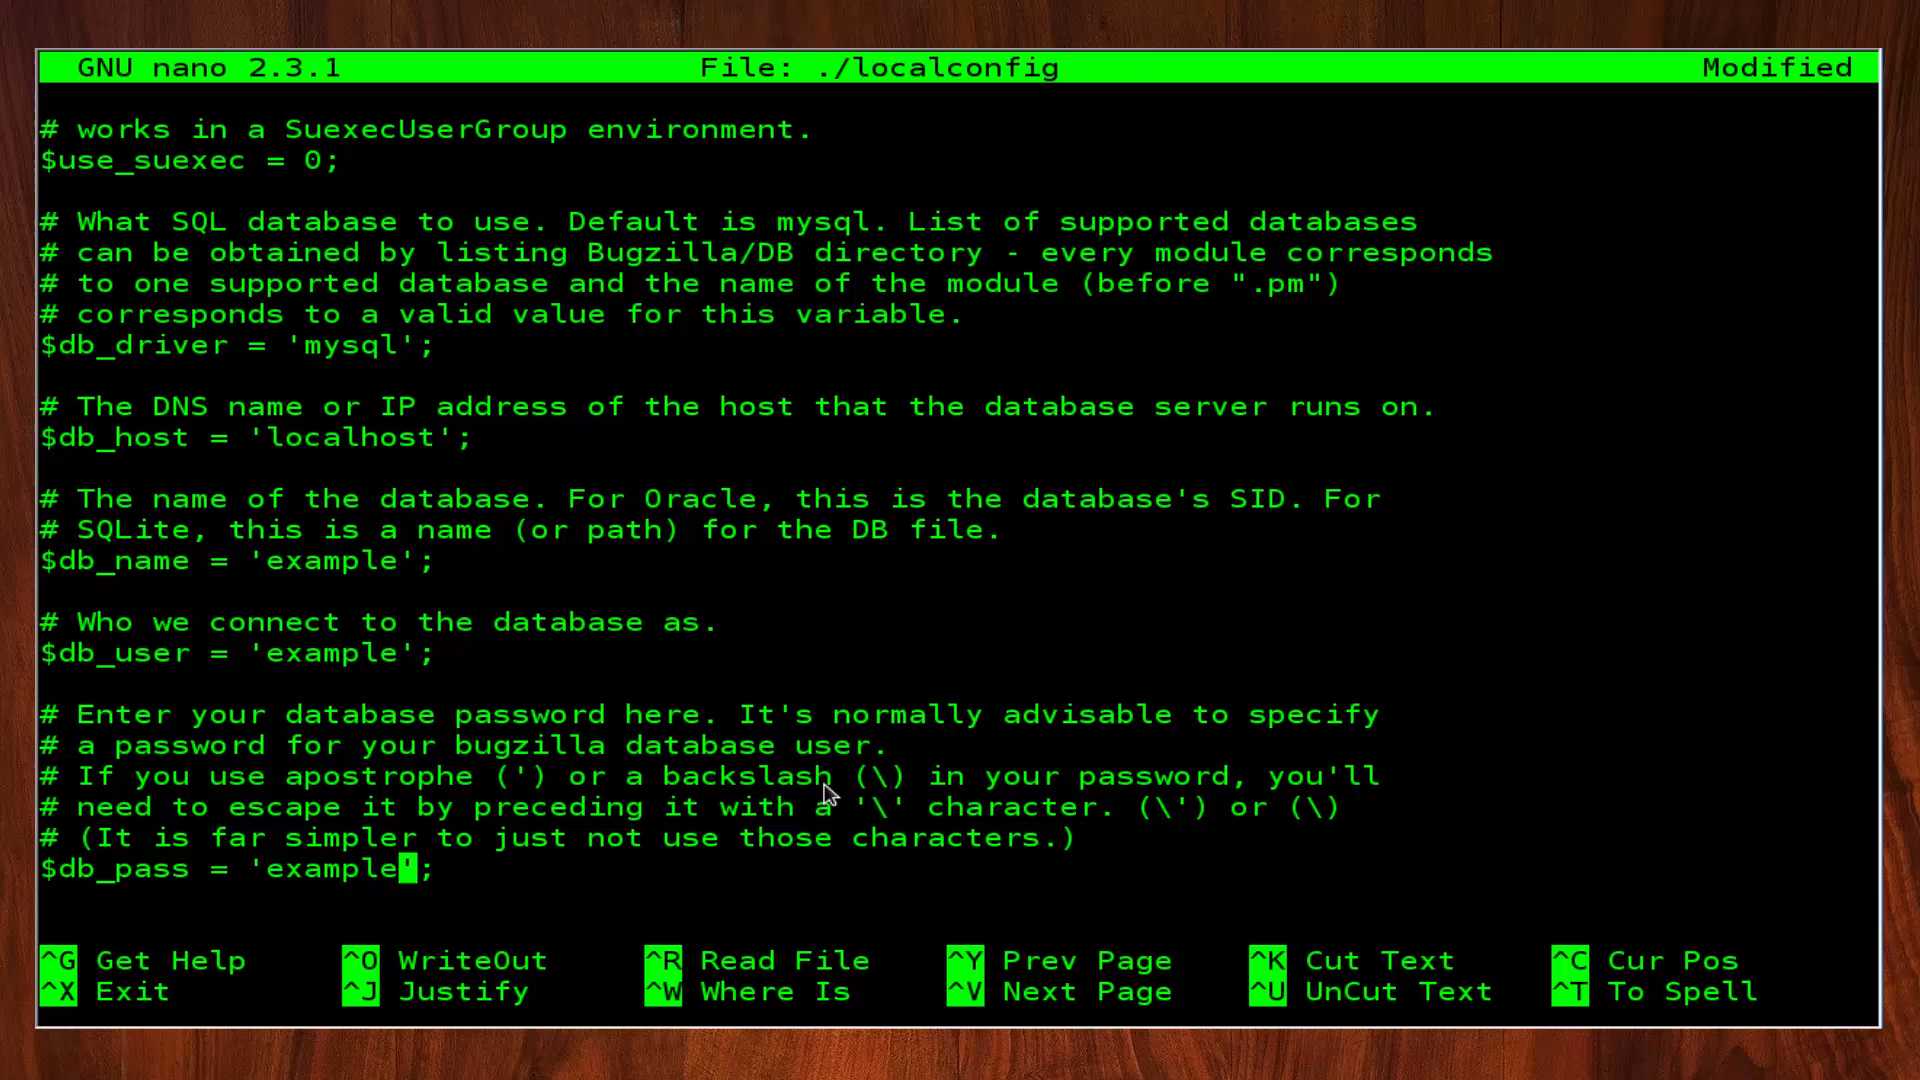 GNU nano 2.3.1 File: ./localconfig Modified
# works in a SuexecUserGroup environment.
$use_suexec = 0;
# What SQL database to use. Default is mysql. List of supported databases
# can be obtained by listing Bugzilla/DB directory - every module corresponds
# to one supported database and the name of the module (before ".pm")
# corresponds to a valid value for this variable.
$db_driver = 'mysql';
# The DNS name or IP address of the host that the database server runs on.
$db_host = 'localhost';
# The name of the database. For Oracle, this is the database's SID. For
# SQLite, this is a name (or path) for the DB file.
$db_name = 'example';
# Who we connect to the database as.
$db_user = 'example';
# Enter your database password here. It's normally advisable to specify
# a password for your bugzilla database user.
# If you use apostrophe (') or a backslash (\) in your password, you'll
# need to escape it by preceding it with a '\' character. (\') or (\)
# (It is far simpler to just not use those characters.)
$db_pass = 'example';
^G Get Help ^O WriteOut ^R Read File ^Y Prev Page ^K Cut Text ^C Cur Pos
^X Exit ^J Justify ^W Where Is ^V Next Page ^U UnCut Text ^T To Spell